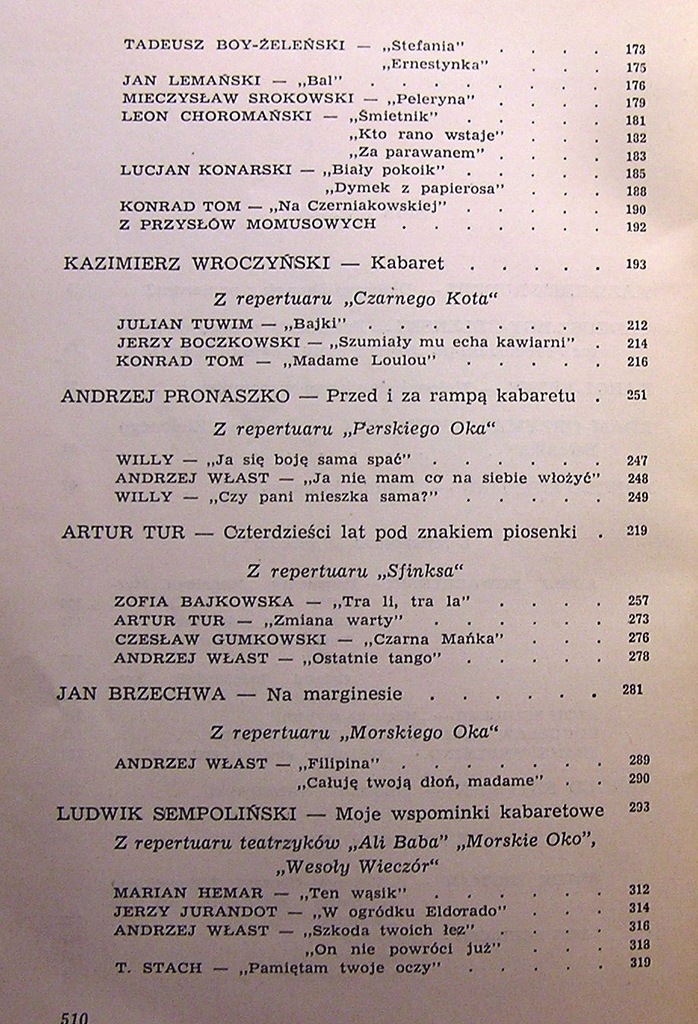 TADEUSZ BOY-ŻELEŃSKI — „Stefania” . . . . 173
„Ernestynka” . . . 175
JAN LEMAŃSKI — „Bal” . . . . . . . 176
MIECZYSŁAW SROKOWSKI — „Peleryna” . . . . 179
LEON CHOROMAŃSKI — „Śmietnik” . . . . . 181
„Kto rano wstaje” . . . 182
„Za parawanem” . . . . 183
LUCJAN KONARSKI — „Biały pokoik” . . . . . 185
„Dymek z papierosa” . . . 188
KONRAD TOM — „Na Czerniakowskiej” . . . . . 190
Z PRZYSŁÓW MOMUSOWYCH . . . . . . 192
KAZIMIERZ WROCZYŃSKI — Kabaret . . . . . 193
Z repertuaru „Czarnego Kota“
JULIAN TUWIM — „Bajki” . . . . . . . . 212
JERZY BOCZKOWSKI — „Szumiały mu echa kawiarni” . 214
KONRAD TOM — „Madame Loulou” . . . . . 216
ANDRZEJ PRONASZKO — Przed i za rampą kabaretu . 251
Z repertuaru „Perskiego Oka“
WILLY — „Ja się boję sama spać” . . . . . . 247
ANDRZEJ WŁAST — „Ja nie mam co na siebie włożyć” 248
WILLY — „Czy pani mieszka sama?” . . . . . 249
ARTUR TUR — Czterdzieści lat pod znakiem piosenki . 219
Z repertuaru „Sfinksa“
ZOFIA BAJKOWSKA — „Tra li, tra la” . . . . 257
ARTUR TUR — „Zmiana warty” . . . . . . 273
CZESŁAW GUMKOWSKI — „Czarna Mańka” . . . 276
ANDRZEJ WŁAST — „Ostatnie tango” . . . . . 278
JAN BRZECHWA — Na marginesie . . . . . . 281
Z repertuaru „Morskiego Oka“
ANDRZEJ WŁAST — „Filipina” . . . . . . . 289
„Całuję twoją dłoń, madame” . . 290
LUDWIK SEMPOLIŃSKI — Moje wspominki kabaretowe 293
Z repertuaru teatrzyków „Ali Baba” „Morskie Oko”,
„Wesoły Wieczór“
MARIAN HEMAR — „Ten wąsik” . . . . . . 312
JERZY JURANDOT — „W ogródku Eldorado” . . . 314
ANDRZEJ WŁAST — „Szkoda twoich łez” . . . . 316
„On nie powróci już” . . . 318
T. STACH — „Pamiętam twoje oczy” . . . . . 319
510